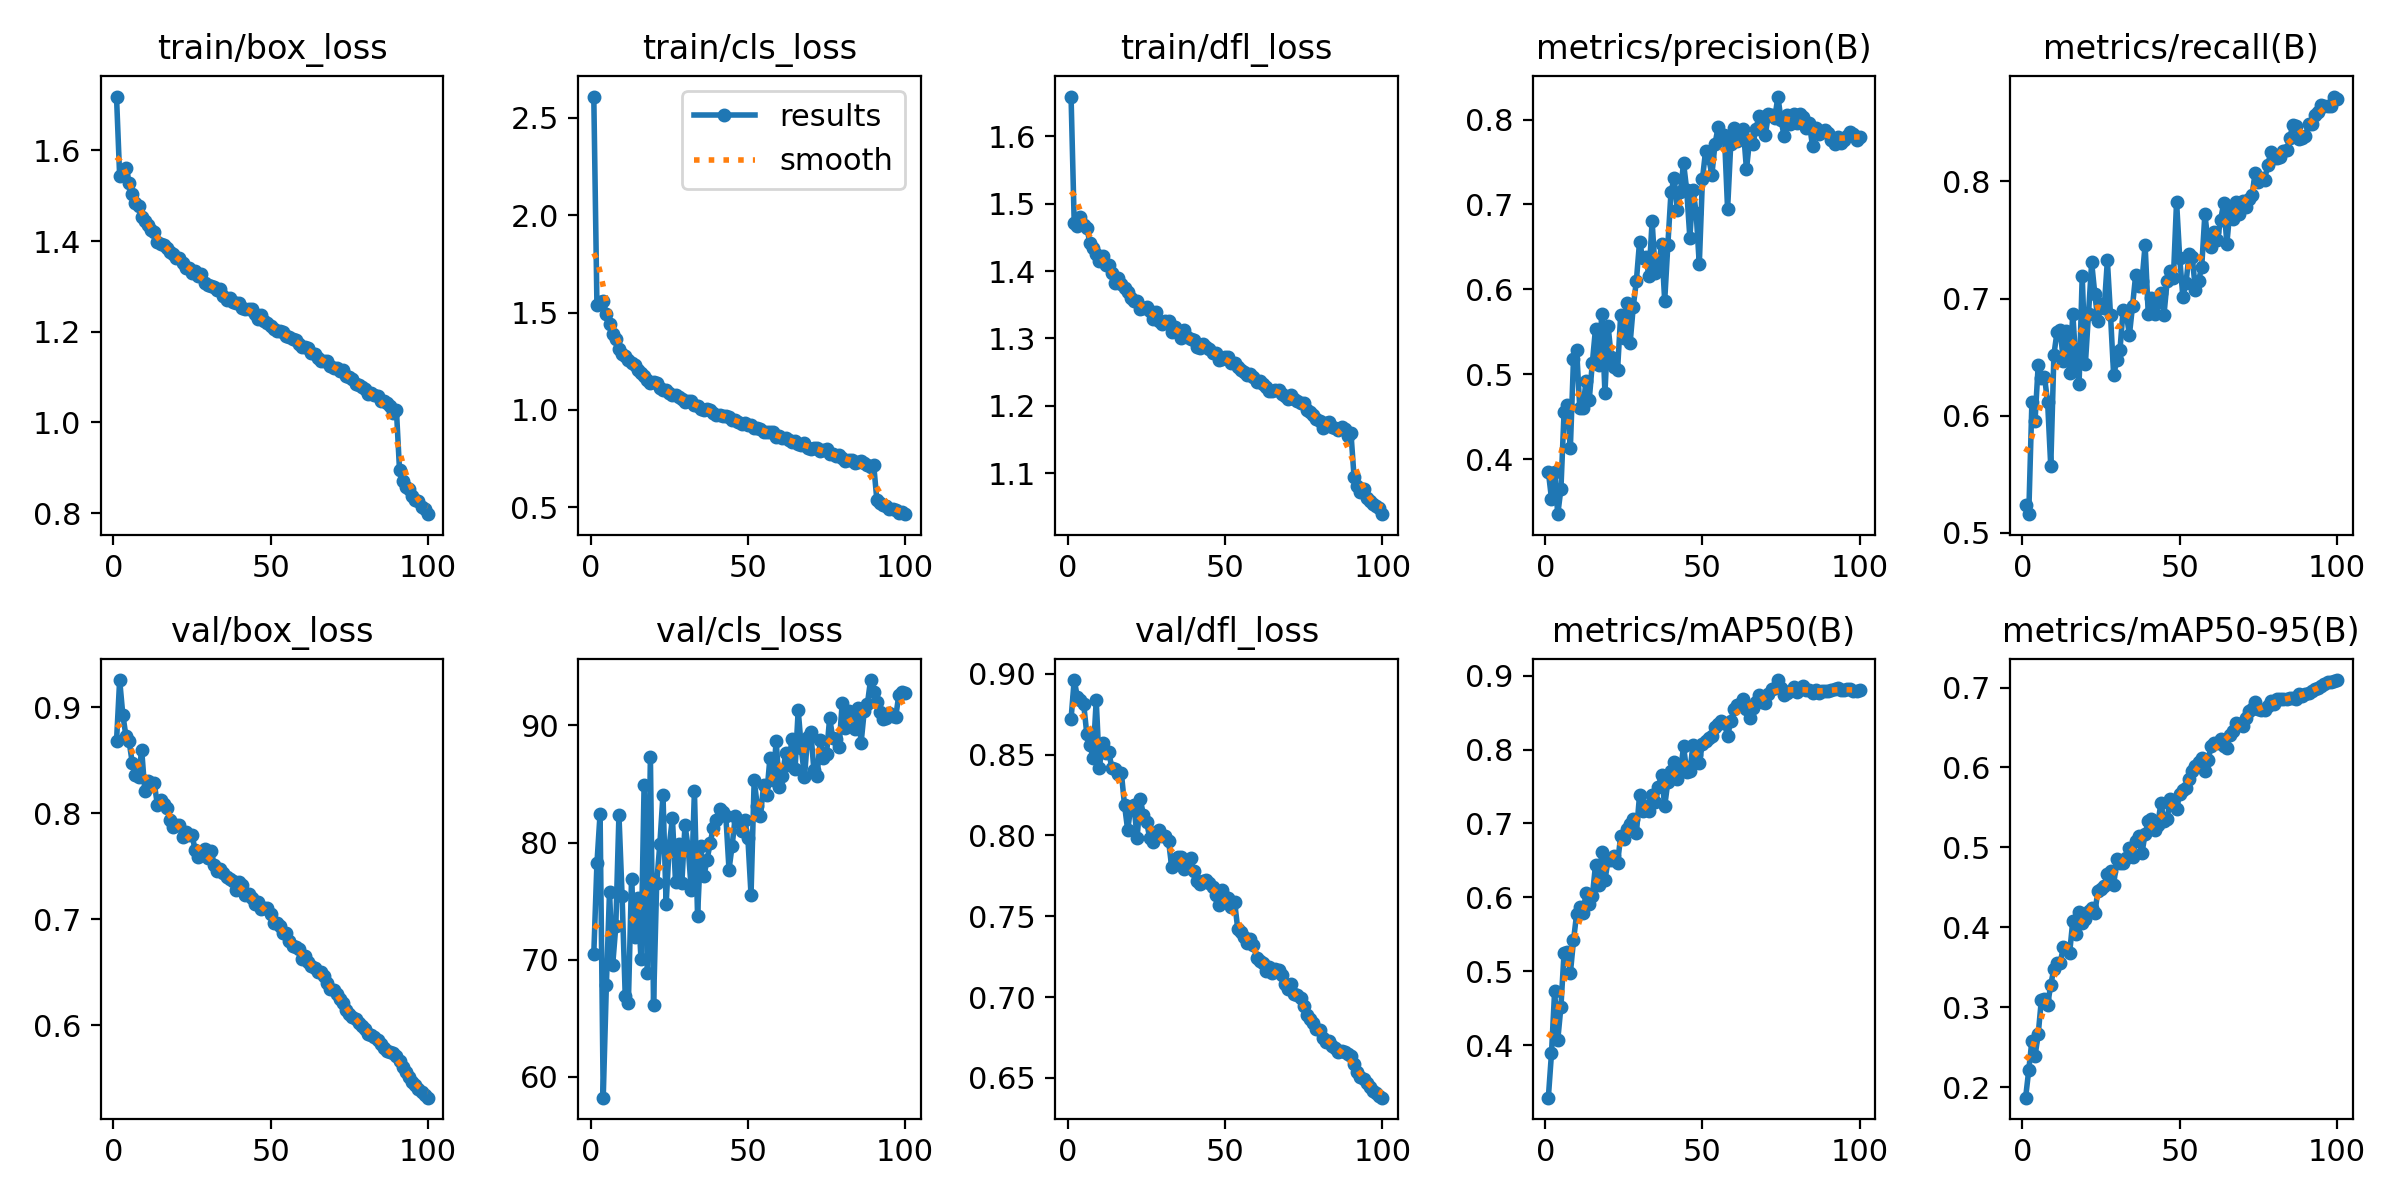 train/box_loss
1.6
1.4
1.2
1.0
0.8
0 50 100
train/cls_loss
results
smooth
2.5
2.0
1.5
1.0
0.5
0 50 100
train/dfl_loss
1.6
1.5
1.4
1.3
1.2
1.1
0 50 100
metrics/precision(B)
0.8
0.7
0.6
0.5
0.4
0 50 100
metrics/recall(B)
0.8
0.7
0.6
0.5
0 50 100
val/box_loss
0.9
0.8
0.7
0.6
0 50 100
val/cls_loss
90
80
70
60
0 50 100
val/dfl_loss
0.90
0.85
0.80
0.75
0.70
0.65
0 50 100
metrics/mAP50(B)
0.9
0.8
0.7
0.6
0.5
0.4
0 50 100
metrics/mAP50-95(B)
0.7
0.6
0.5
0.4
0.3
0.2
0 50 100